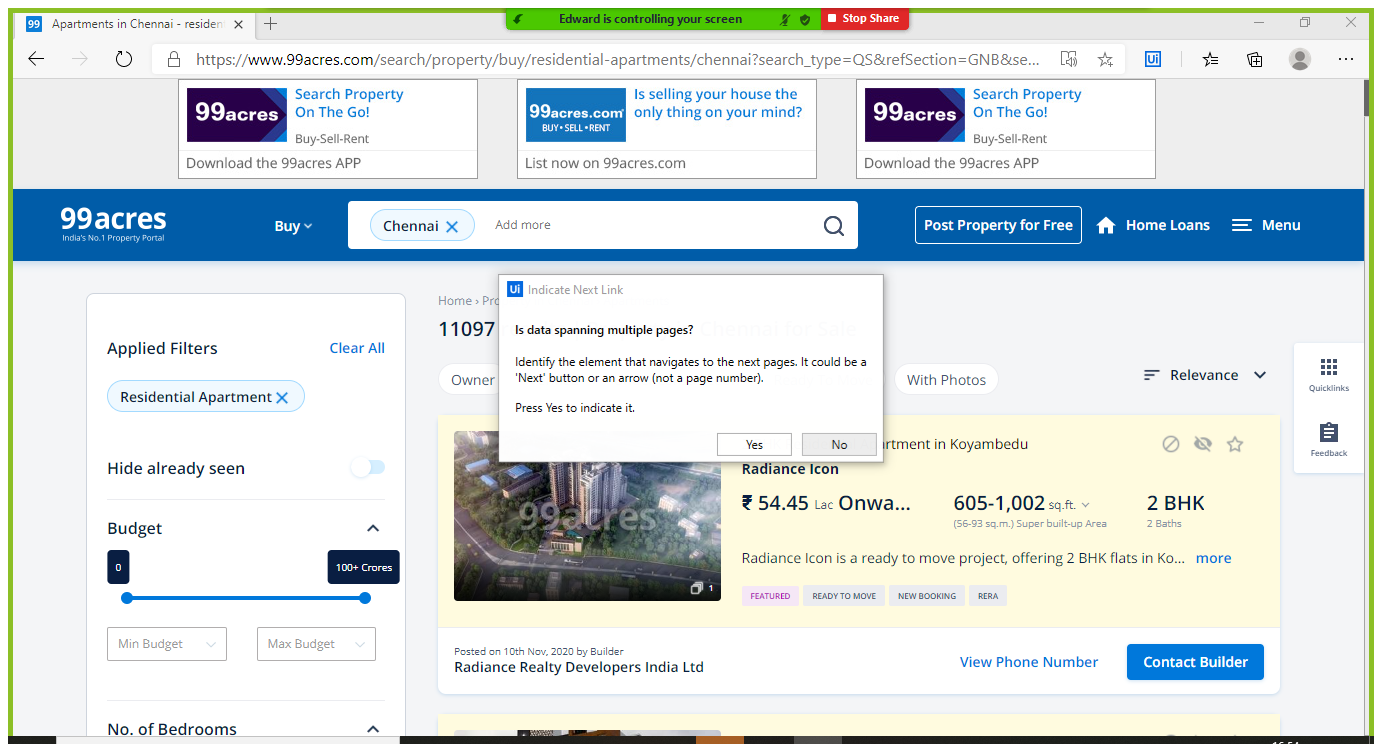 Edward is controlling your screen
Stop Share
99 Apartments in Chennai - residen
https://www.99acres.com/search/property/buy/residential-apartments/chennai?search_type=QS&refSection=GNB&se...
Ui
99acres
Search Property
On The Go!
Buy-Sell-Rent
Download the 99acres APP
99acres.com
BUY • SELL • RENT
Is selling your house the
only thing on your mind?
List now on 99acres.com
99acres
Search Property
On The Go!
Buy-Sell-Rent
Download the 99acres APP
99acres
India's No.1 Property Portal
Buy
Chennai
Add more
Post Property for Free
Home Loans
Menu
Applied Filters
Clear All
Residential Apartment
Hide already seen
Budget
0
100+ Crores
Min Budget
Max Budget
No. of Bedrooms
Home › Pro
11097
Owner
Ui Indicate Next Link
Is data spanning multiple pages?
Identify the element that navigates to the next pages. It could be a
'Next' button or an arrow (not a page number).
Press Yes to indicate it.
Yes
No
With Photos
Relevance
Quicklinks
Feedback
artment in Koyambedu
Radiance Icon
₹ 54.45 Lac Onwa...
605-1,002 sq.ft.
(56-93 sq.m.) Super built-up Area
2 BHK
2 Baths
Radiance Icon is a ready to move project, offering 2 BHK flats in Ko... more
FEATURED
READY TO MOVE
NEW BOOKING
RERA
99acres
1
Posted on 10th Nov, 2020 by Builder
Radiance Realty Developers India Ltd
View Phone Number
Contact Builder